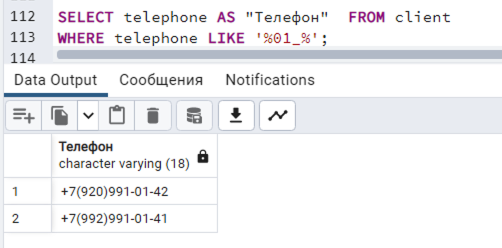 112 SELECT telephone AS "Телефон" FROM client
113 WHERE telephone LIKE '%01_%';
114
Data Output Сообщения Notifications
Телефон
character varying (18)
1 +7(920)991-01-42
2 +7(992)991-01-41